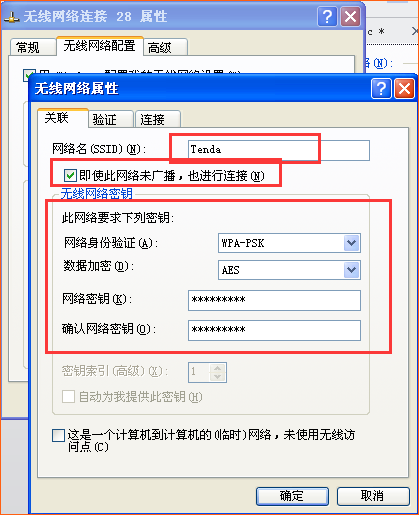 无线网络连接 28 属性
常规
无线网络配置
高级
无线网络属性
关联
验证
连接
网络名(SSID)(N):
Tenda
即使此网络未广播,也进行连接(N)
无线网络密钥
此网络要求下列密钥:
网络身份验证(A):
WPA-PSK
数据加密(D):
AES
网络密钥(K):
*********
确认网络密钥(O):
*********
密钥索引(高级)(X):
1
自动为我提供此密钥(H)
这是一个计算机到计算机的(临时)网络,未使用无线访
问点(C)
确定
取消